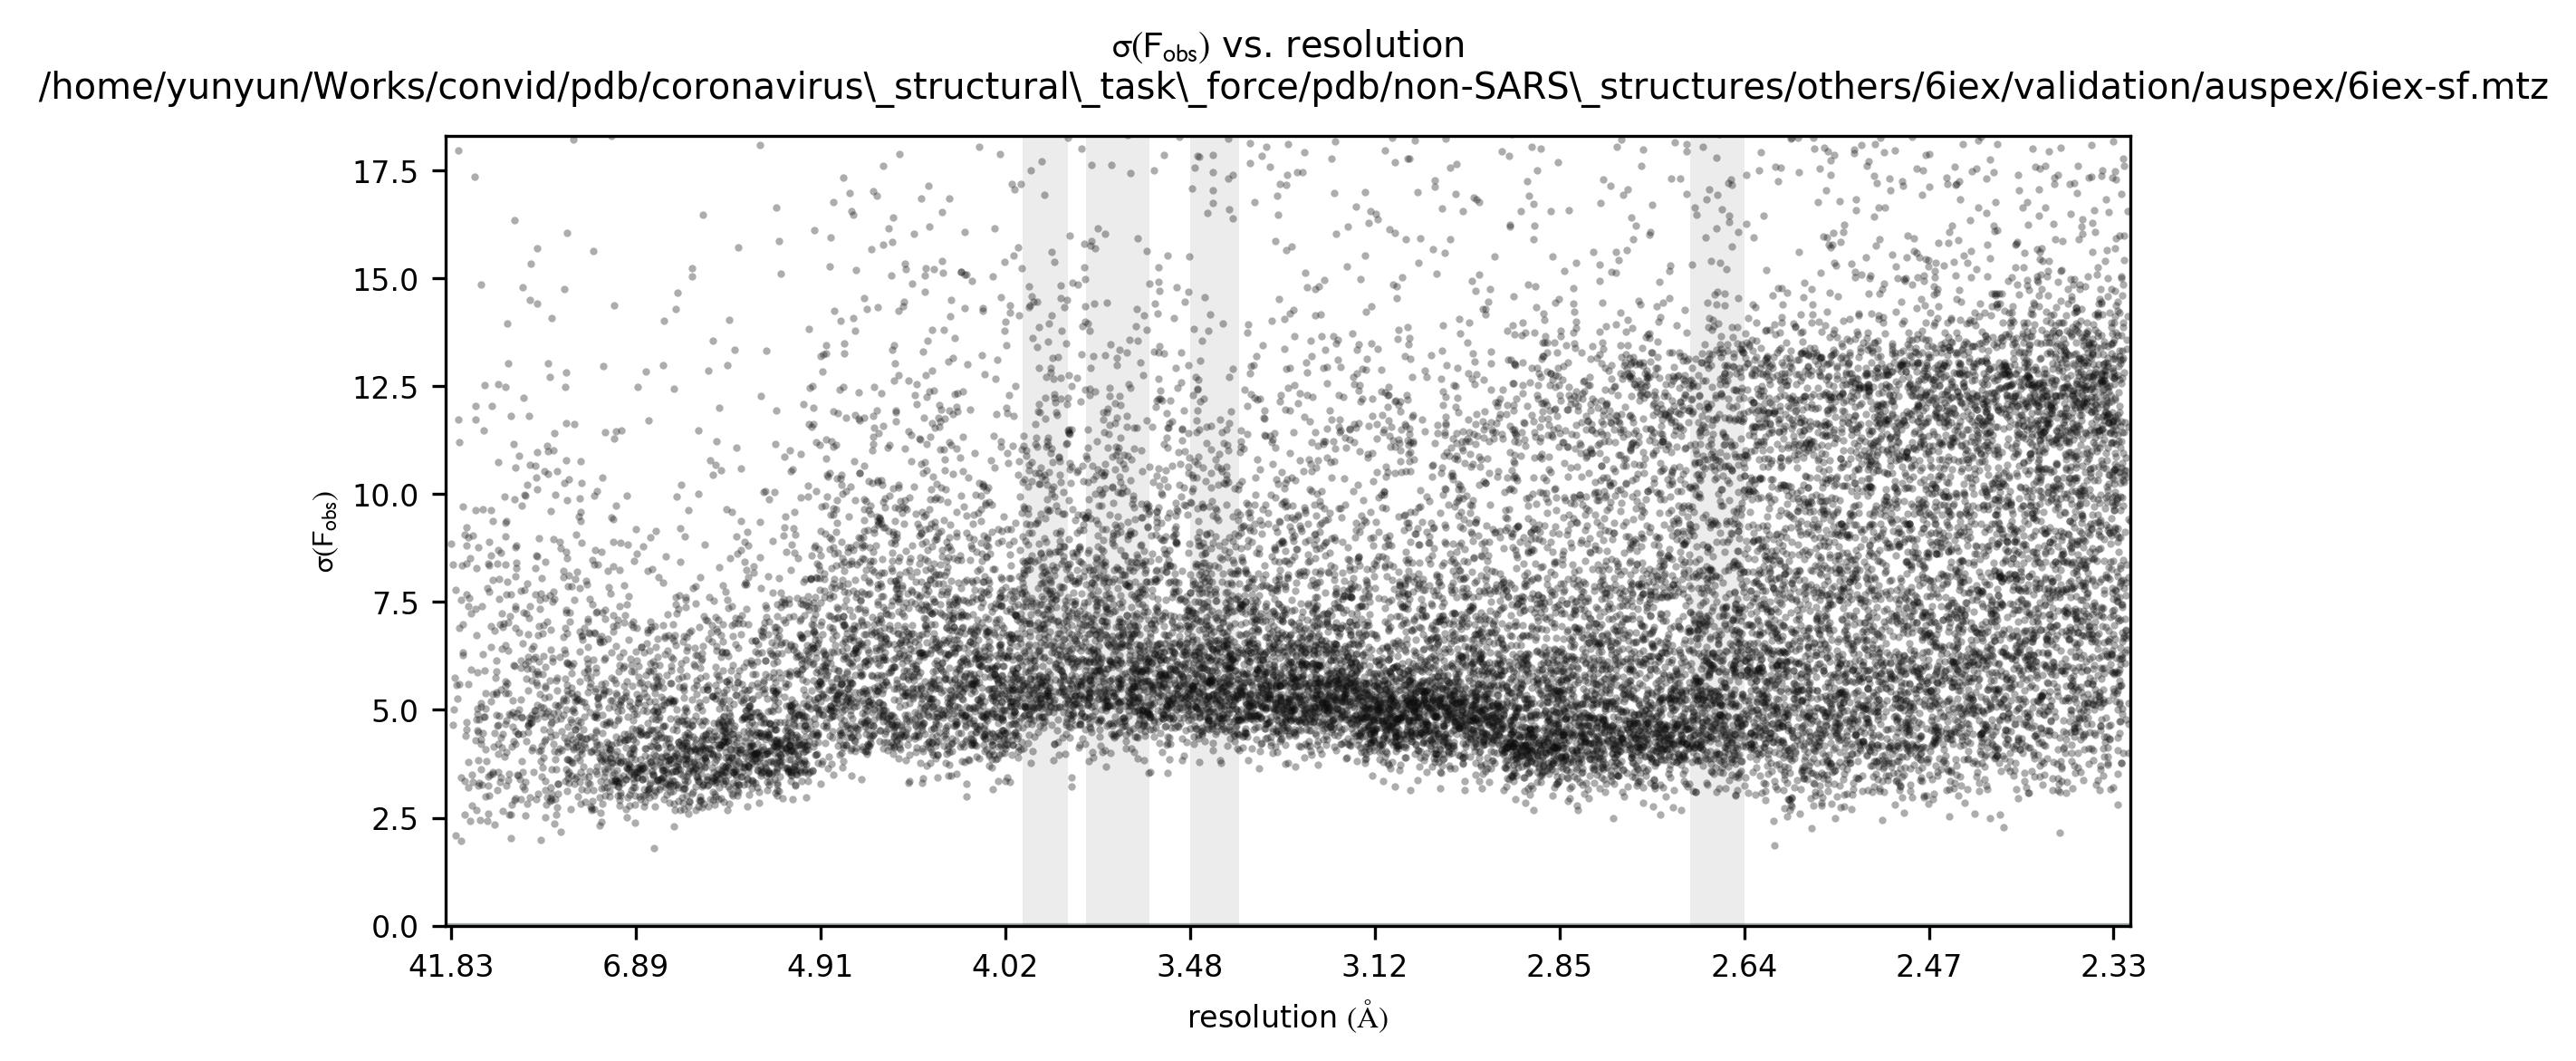 σ(Fobs) vs. resolution
/home/yunyun/Works/convid/pdb/coronavirus\_structural\_task\_force/pdb/non-SARS\_structures/others/6iex/validation/auspex/6iex-sf.mtz
σ(Fobs)
17.5
15.0
12.5
10.0
7.5
5.0
2.5
0.0
41.83 6.89 4.91 4.02 3.48 3.12 2.85 2.64 2.47 2.33
resolution (Å)